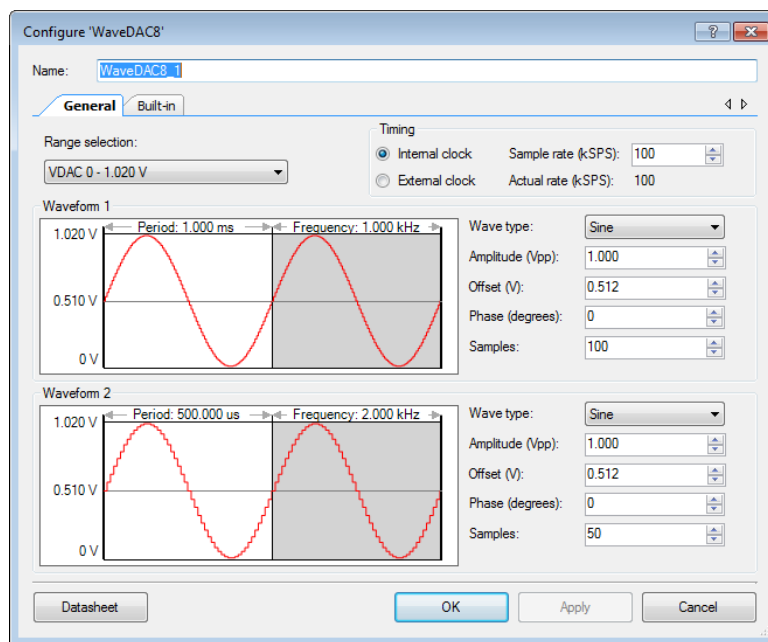 Configure 'WaveDAC8'
Name: WaveDAC8_1
General Built-in
Range selection:
VDAC 0 - 1.020 V
Timing
Internal clock Sample rate (kSPS): 100
External clock Actual rate (kSPS): 100
Waveform 1
1.020 V Period: 1.000 ms Frequency: 1.000 kHz
0.510 V
0 V
Wave type: Sine
Amplitude (Vpp): 1.000
Offset (V): 0.512
Phase (degrees): 0
Samples: 100
Waveform 2
1.020 V Period: 500.000 us Frequency: 2.000 kHz
0.510 V
0 V
Wave type: Sine
Amplitude (Vpp): 1.000
Offset (V): 0.512
Phase (degrees): 0
Samples: 50
Datasheet OK Apply Cancel